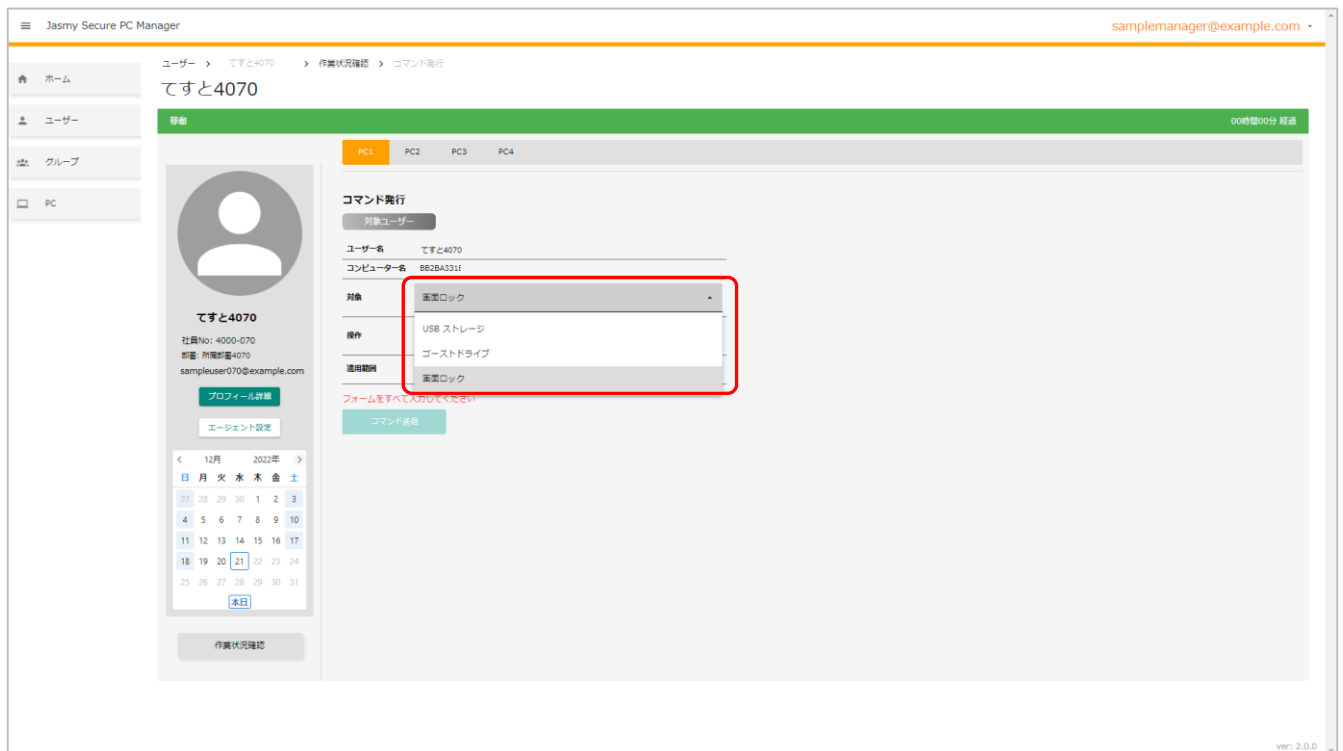 Jasmy Secure PC Manager
samplemanager@example.com
ホーム
ユーザー
グループ
PC
ユーザー > てすと4070 > 作業状況確認 > コマンド発行
てすと4070
稼働
00時間00分 経過
PC1 PC2 PC3 PC4
コマンド発行
対象ユーザー
ユーザー名 てすと4070
コンピューター名 BB2BA331
対象 画面ロック
操作
適用範囲
USB ストレージ
ゴーストドライブ
画面ロック
フォームをすべて入力してください
コマンド送信
てすと4070
社員No: 4000-070
部署: 所属部署4070
sampleuser070@example.com
プロフィール詳細
エージェント設定
< 12月 2022年 >
日 月 火 水 木 金 土
27 28 29 30 1 2 3
4 5 6 7 8 9 10
11 12 13 14 15 16 17
18 19 20 21 22 23 24
25 26 27 28 29 30 31
本日
作業状況確認
ver: 2.0.0